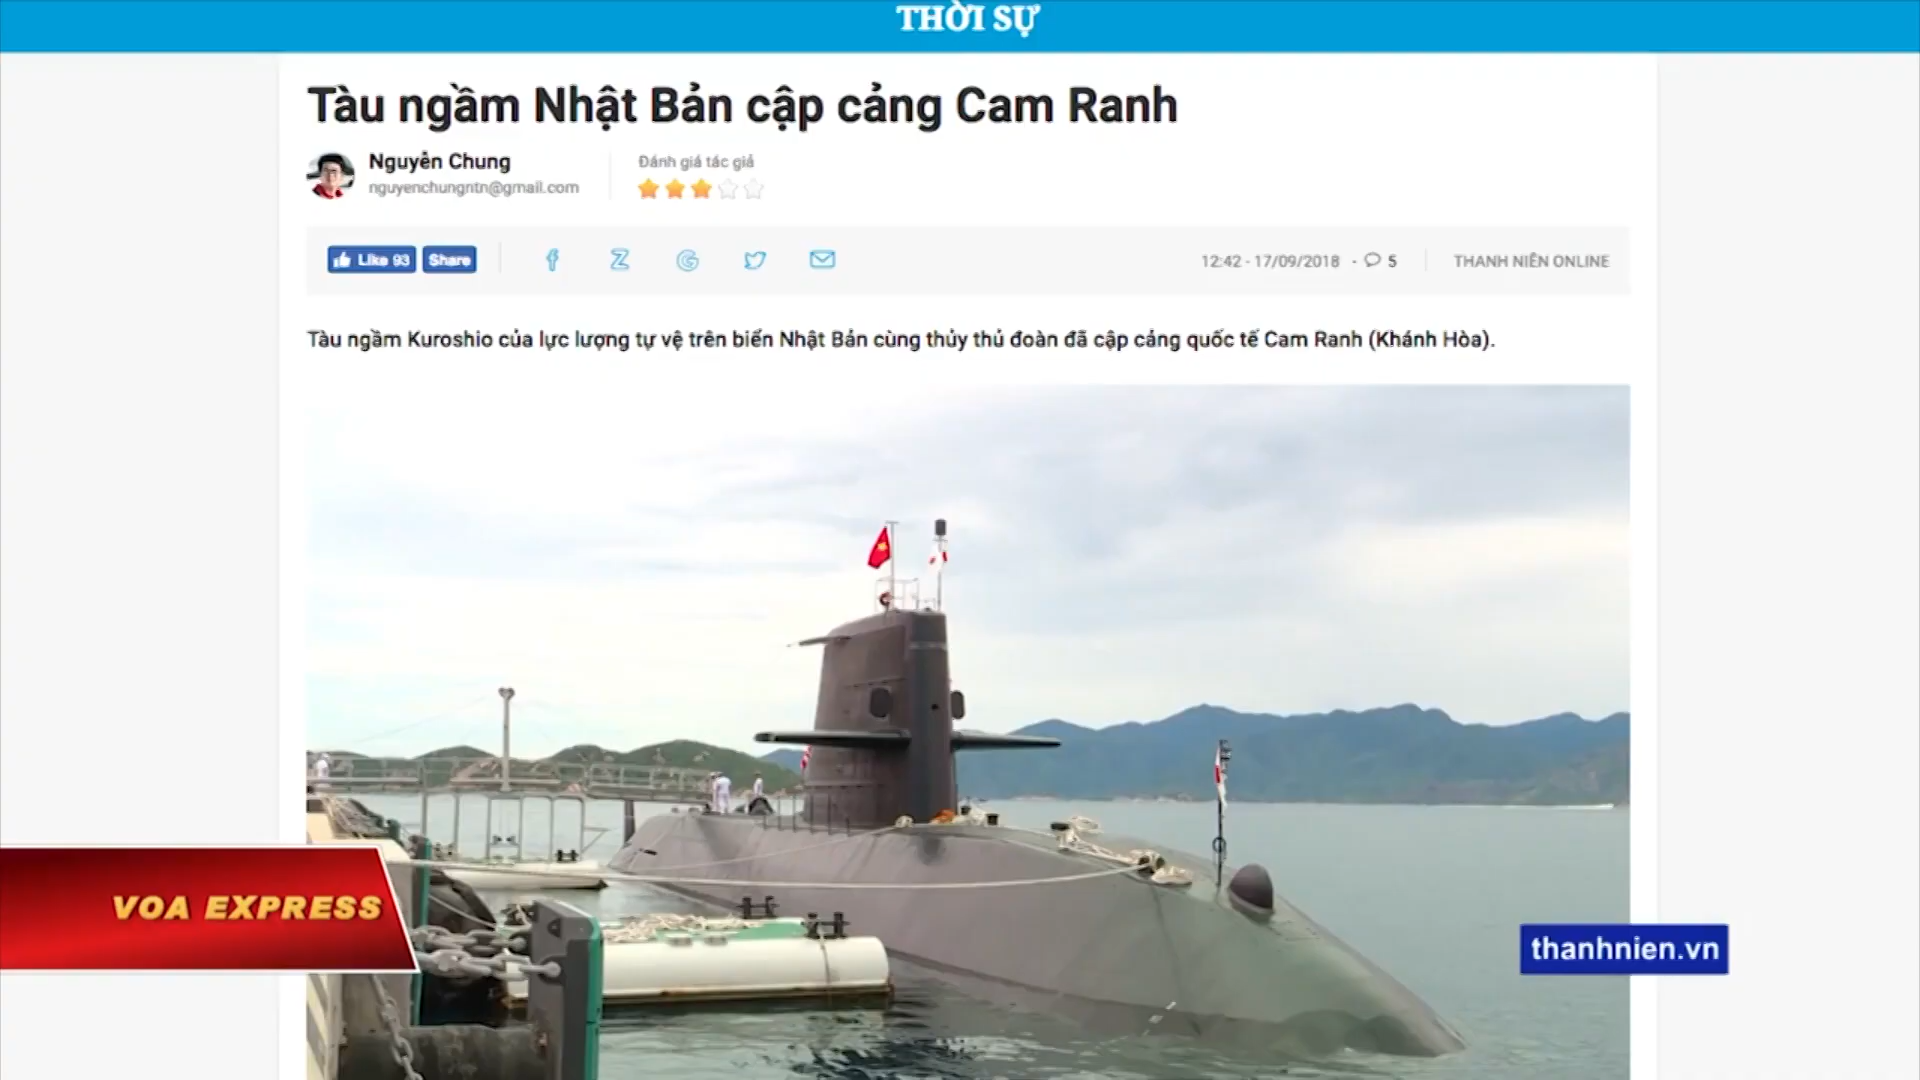 THỜI SỰ
Tàu ngầm Nhật Bản cập cảng Cam Ranh
Nguyễn Chung
nguyenchungntn@gmail.com
Đánh giá tác giả
Like 93 Share
12:42 - 17/09/2018 - 5 THANH NIÊN ONLINE
Tàu ngầm Kuroshio của lực lượng tự vệ trên biển Nhật Bản cùng thủy thủ đoàn đã cập cảng quốc tế Cam Ranh (Khánh Hòa).
VOA EXPRESS
thanhnien.vn